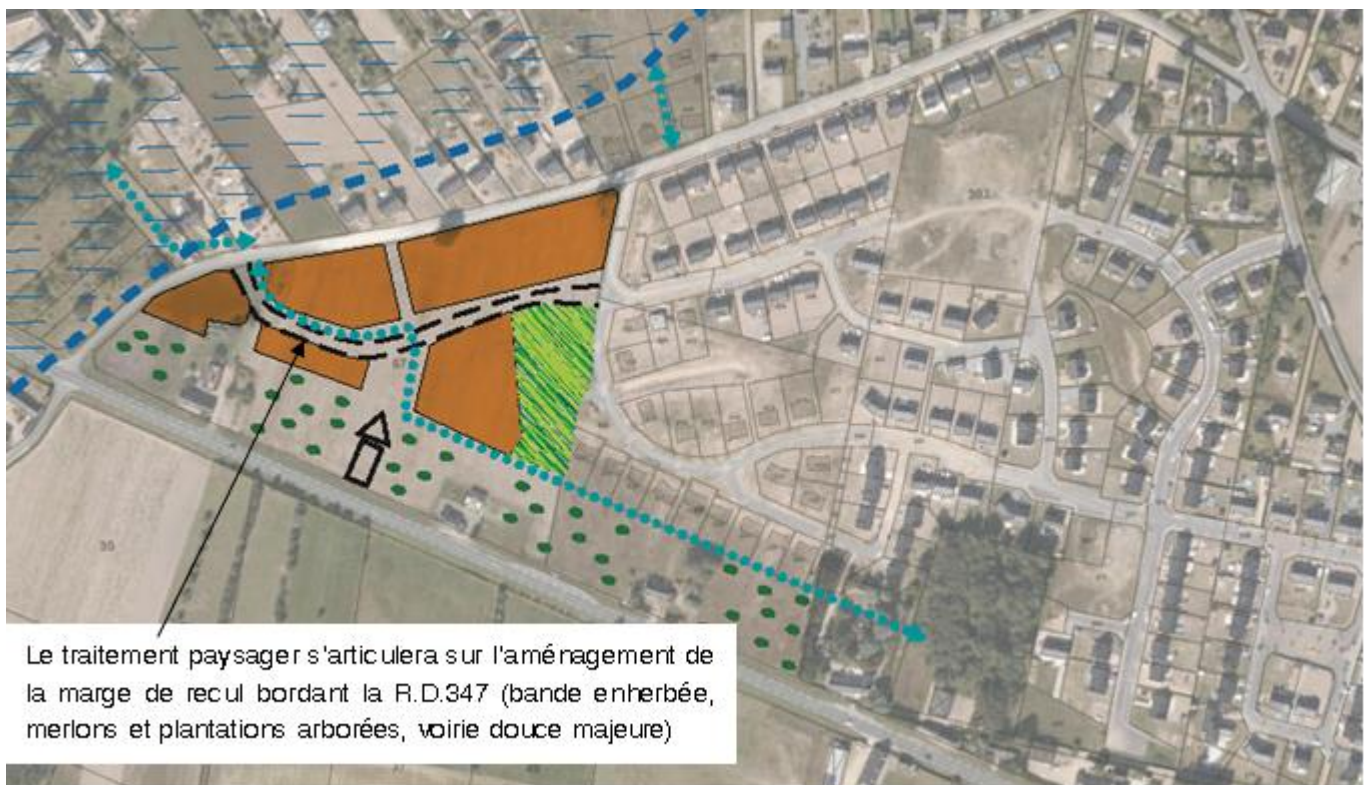 Le traitement paysager s'articulera sur l'aménagement de
la marge de recul bordant la R.D.347 (bande enherbée,
merlons et plantations arborées, voirie douce majeure)